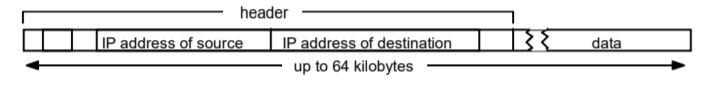 header
IP address of source IP address of destination data
up to 64 kilobytes